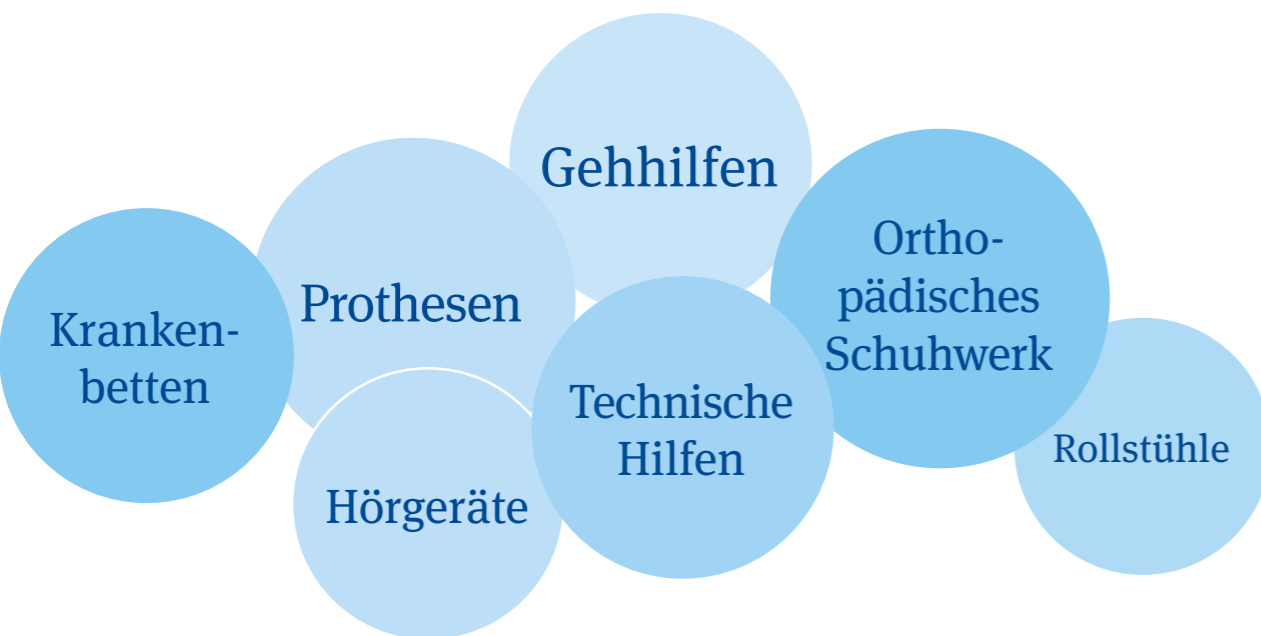 Kranken-
betten
Prothesen
Hörgeräte
Gehhilfen
Technische
Hilfen
Ortho-
pädisches
Schuhwerk
Rollstühle